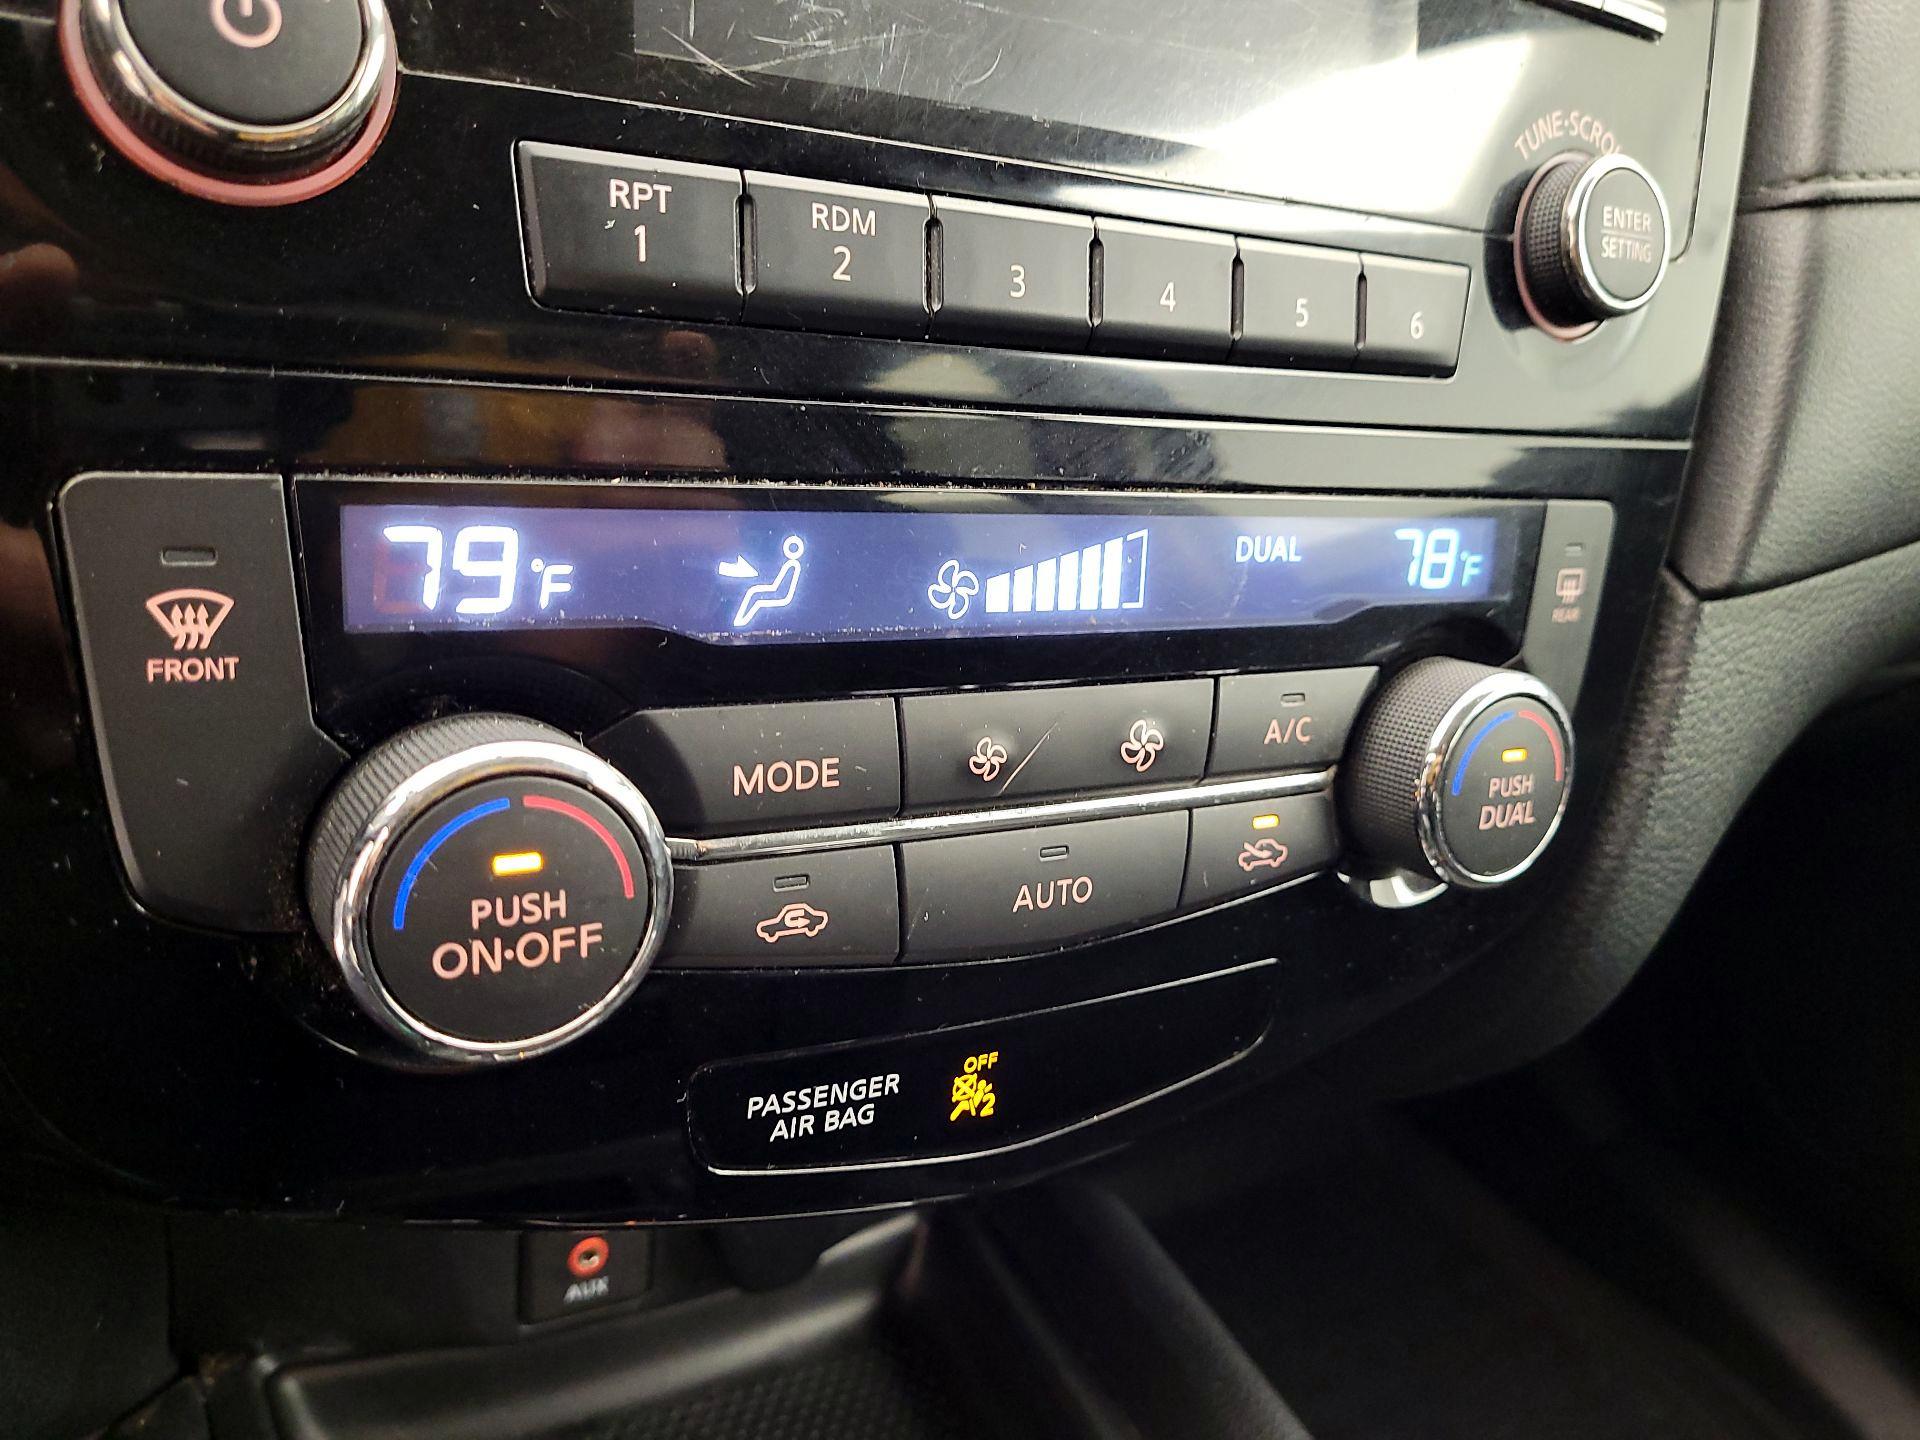 RPT
1
RDM
2
3
4
5
6
TUNE·SCROLL
ENTER
SETTING
79°F
DUAL
78°F
FRONT
REAR
MODE
A/C
PUSH
DUAL
PUSH
ON·OFF
AUTO
PASSENGER
AIR BAG
OFF
2
AUX